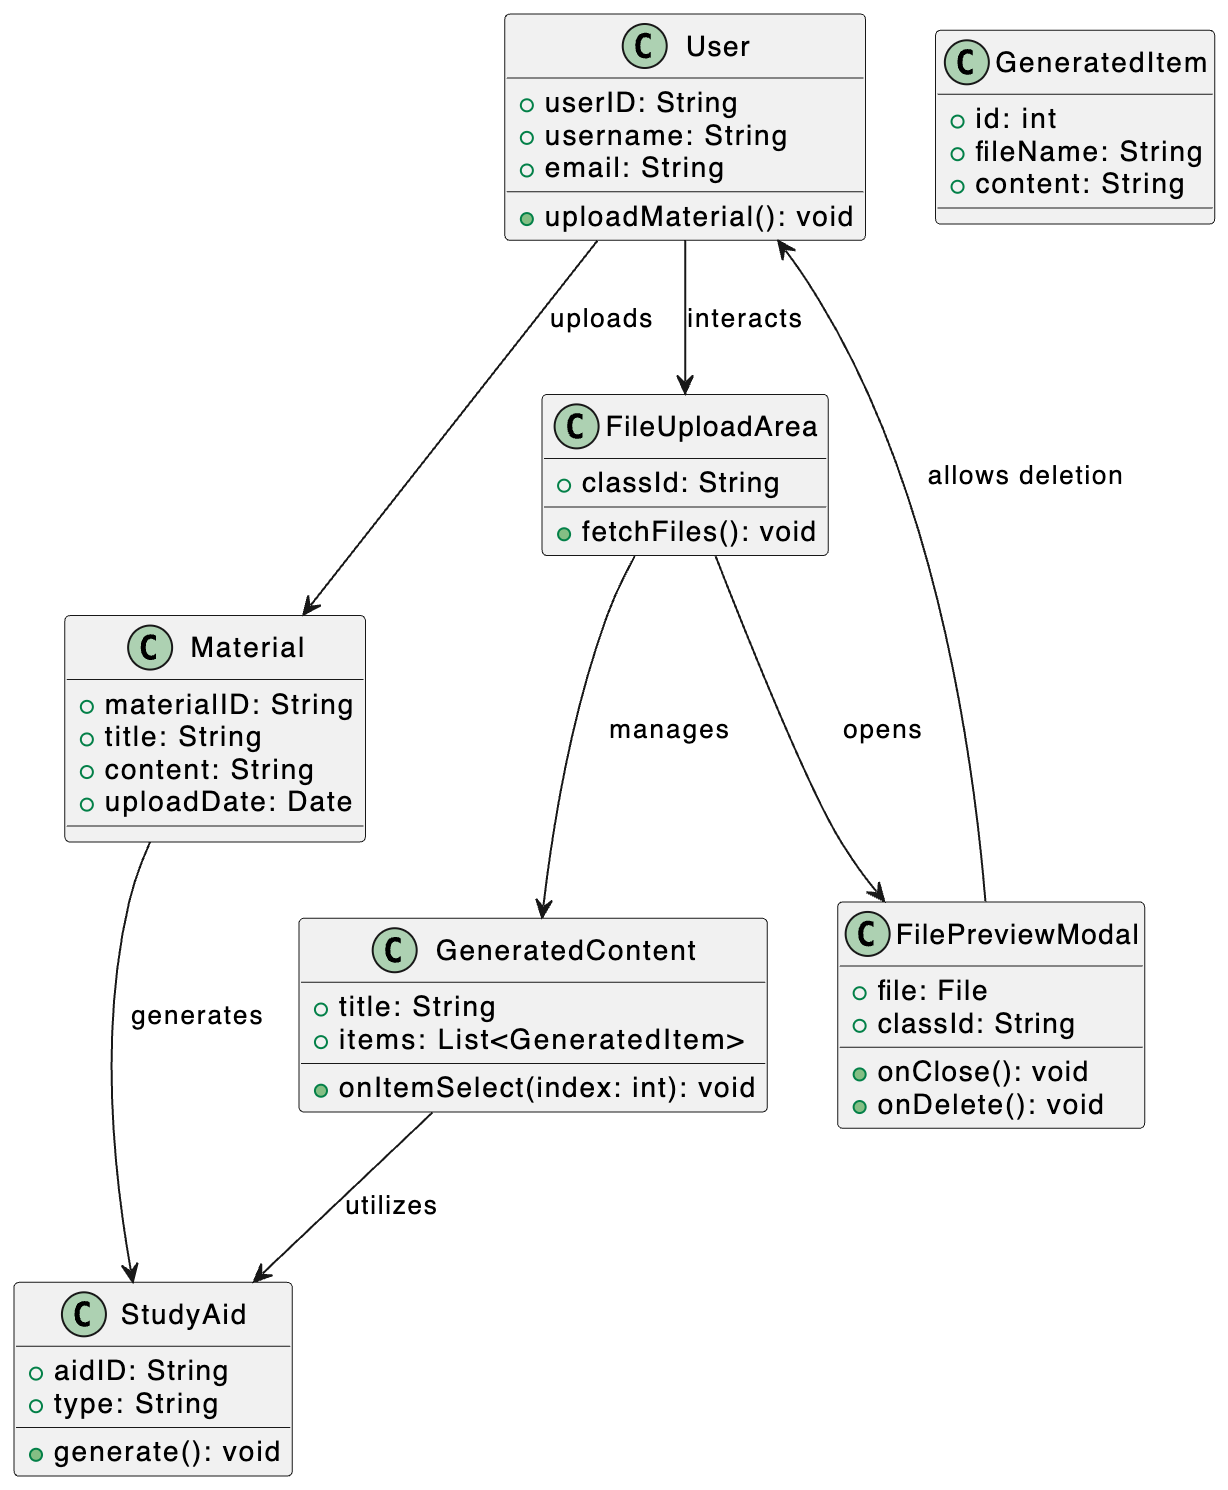 C User
userID: String
username: String
email: String
uploadMaterial(): void
C GeneratedItem
id: int
fileName: String
content: String
uploads
interacts
allows deletion
C FileUploadArea
classId: String
fetchFiles(): void
C Material
materialID: String
title: String
content: String
uploadDate: Date
manages
opens
C GeneratedContent
title: String
items: List<GeneratedItem>
onItemSelect(index: int): void
C FilePreviewModal
file: File
classId: String
onClose(): void
onDelete(): void
generates
utilizes
C StudyAid
aidID: String
type: String
generate(): void